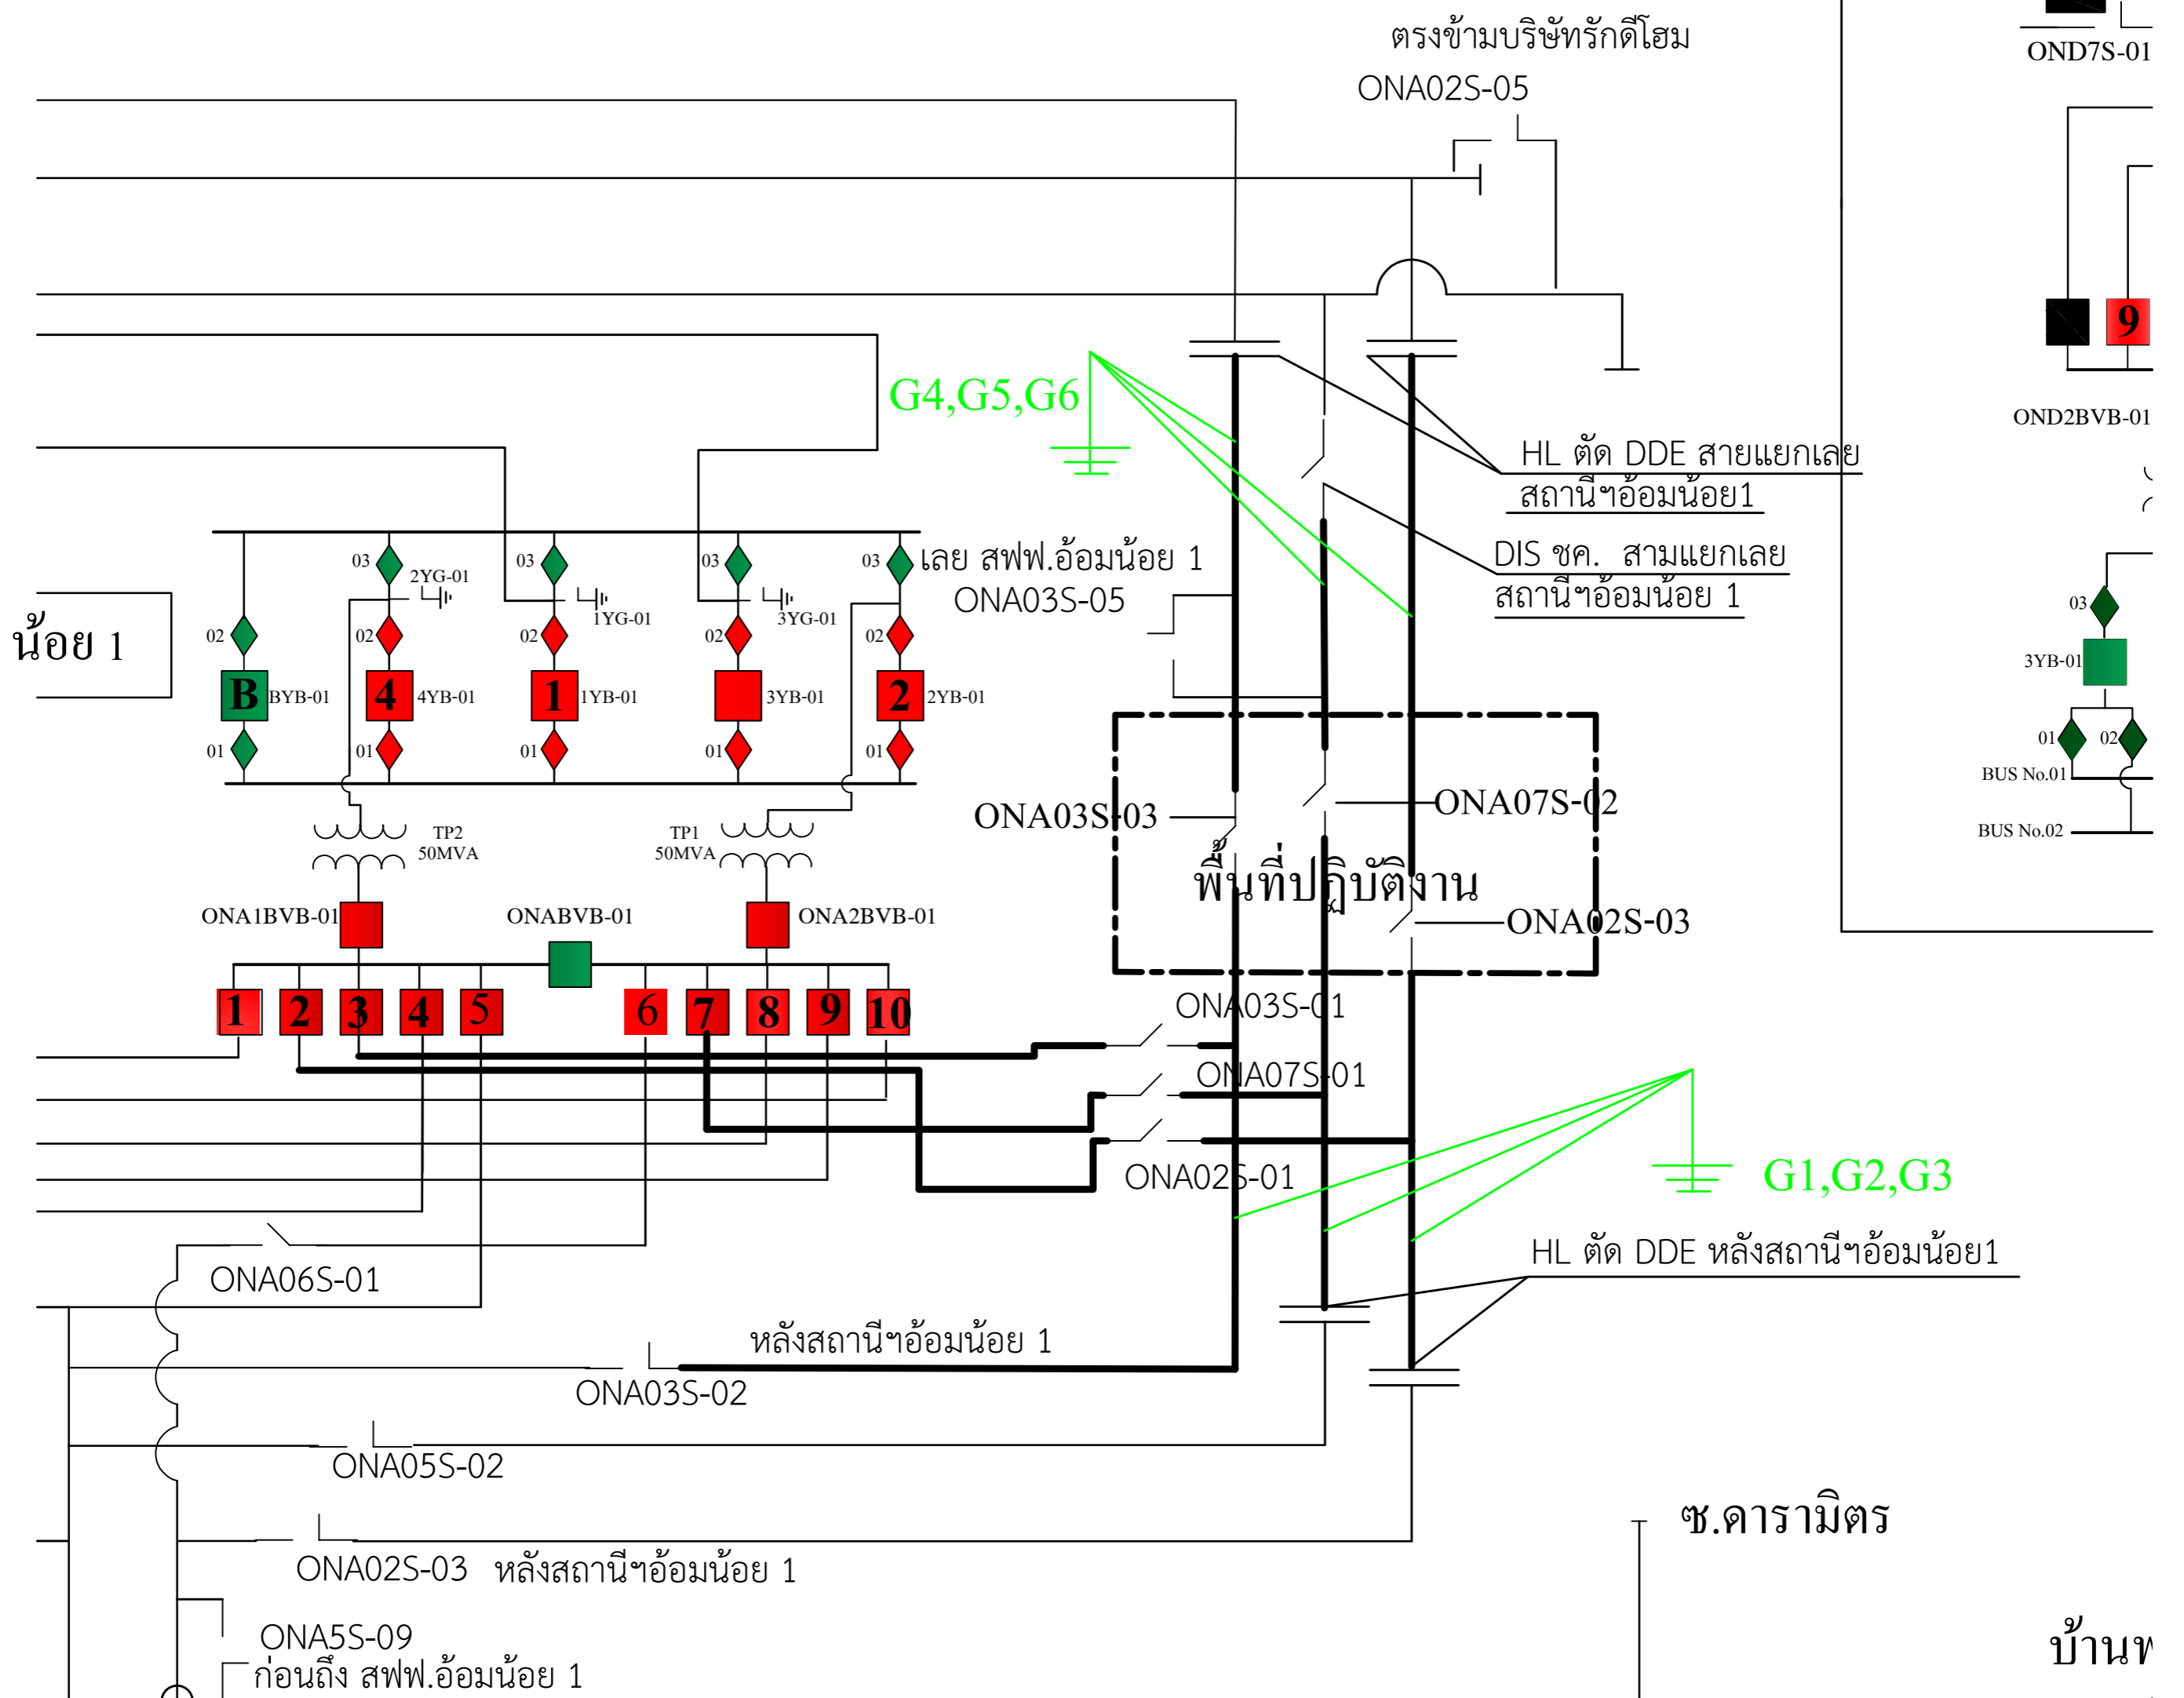 ตรงข้ามบริษัทรักดีโฮม
ONA02S-05
OND7S-01
9
OND2BVB-01
G4,G5,G6
HL ตัด DDE สายแยกเลย
สถานีฯอ้อมน้อย1
DIS ชค. สามแยกเลย
สถานีฯอ้อมน้อย 1
เลย สฟฟ.อ้อมน้อย 1
ONA03S-05
น้อย 1
03
03
03
03
2YG-01
1YG-01
3YG-01
02
02
02
02
02
B
BYB-01
4
4YB-01
1
1YB-01
3YB-01
2
2YB-01
01
01
01
01
01
03
3YB-01
01
02
BUS No.01
BUS No.02
TP2
50MVA
TP1
50MVA
ONA03S-03
ONA07S-02
พื้นที่ปฏิบัติงาน
ONA02S-03
ONA1BVB-01
ONABVB-01
ONA2BVB-01
1
2
3
4
5
6
7
8
9
10
ONA03S-01
ONA07S-01
ONA02S-01
G1,G2,G3
HL ตัด DDE หลังสถานีฯอ้อมน้อย1
ONA06S-01
หลังสถานีฯอ้อมน้อย 1
ONA03S-02
ONA05S-02
ซ.ดารามิตร
ONA02S-03 หลังสถานีฯอ้อมน้อย 1
ONA5S-09
ก่อนถึง สฟฟ.อ้อมน้อย 1